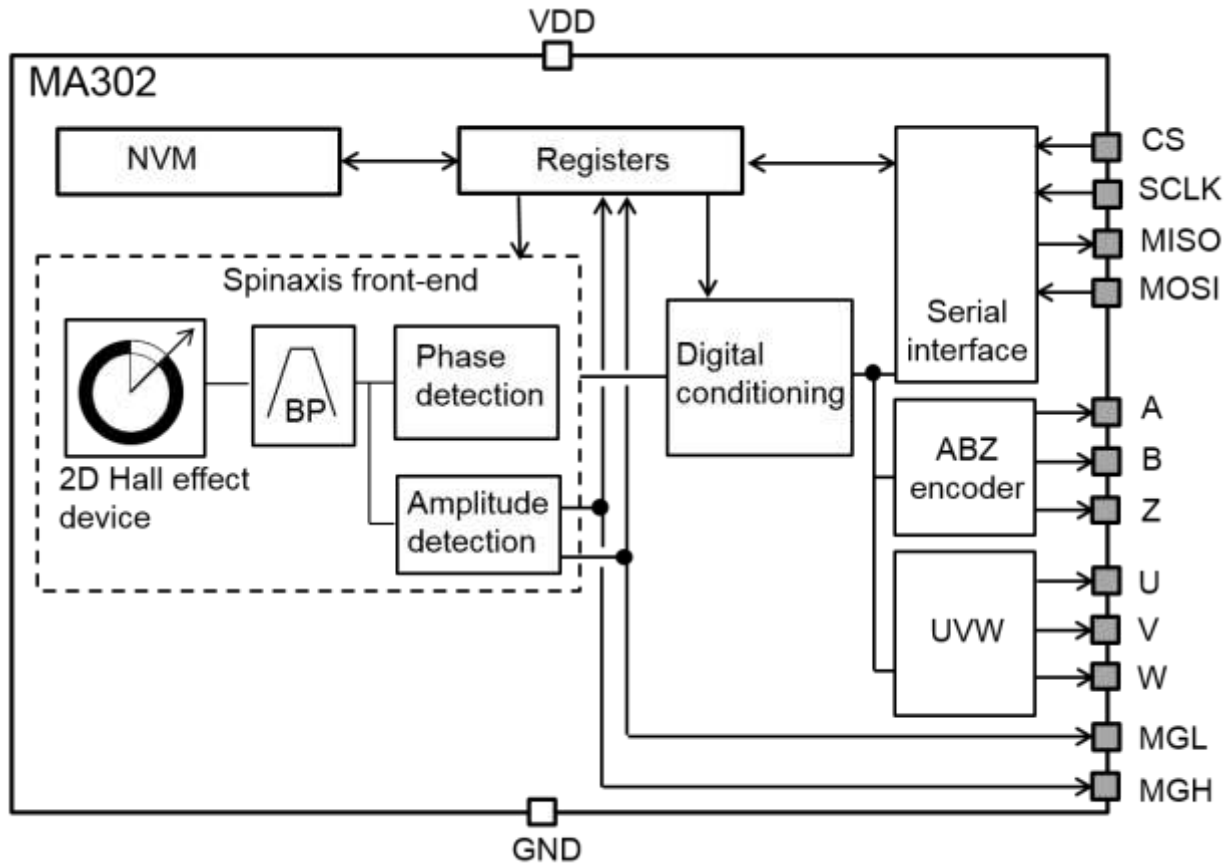 VDD
MA302
NVM
Registers
CS
SCLK
MISO
MOSI
Serial
interface
Spinaxis front-end
BP
Phase
detection
Digital
conditioning
2D Hall effect
device
Amplitude
detection
ABZ
encoder
A
B
Z
UVW
U
V
W
MGL
MGH
GND